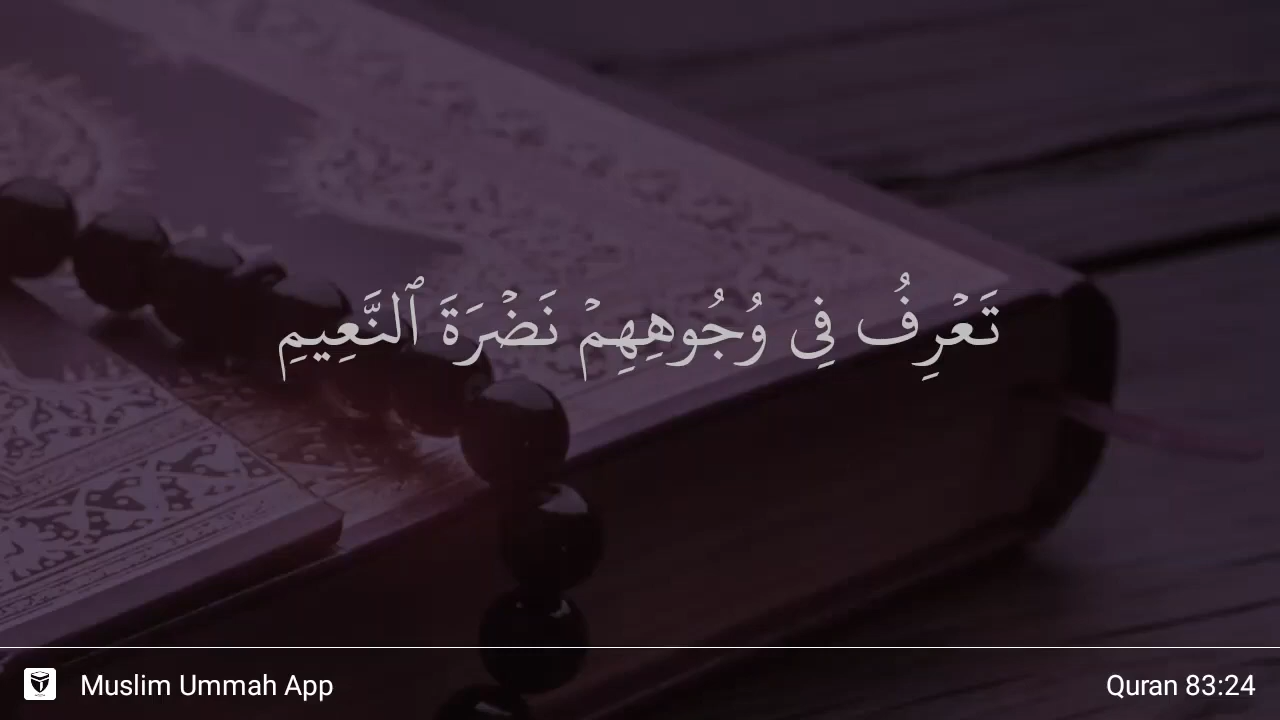 تَعْرِفُ فِى وُجُوهِهِمْ نَضْرَةَ ٱلنَّعِيمِ
Muslim Ummah App
Quran 83:24